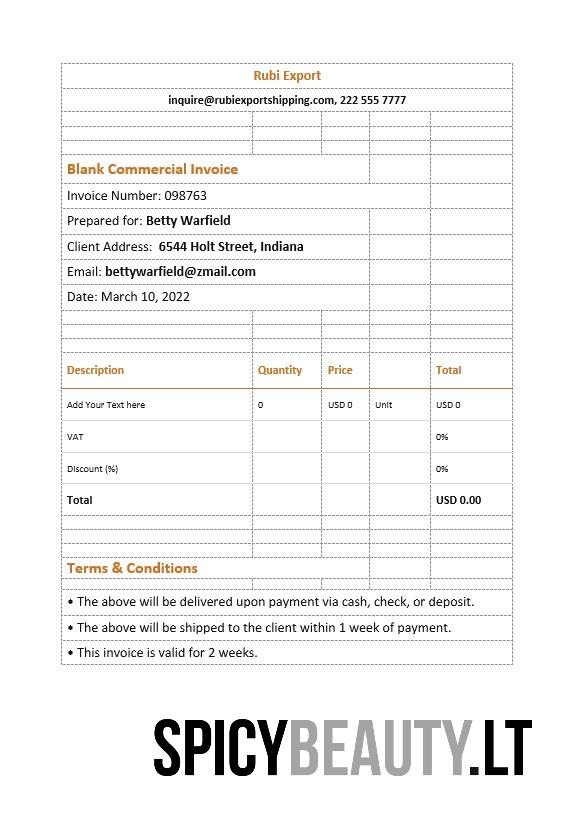 Rubi Export
inquire@rubiexportshipping.com, 222 555 7777
Blank Commercial Invoice
Invoice Number: 098763
Prepared for: Betty Warfield
Client Address: 6544 Holt Street, Indiana
Email: bettywarfield@zmail.com
Date: March 10, 2022
Description Quantity Price Total
Add Your Text here 0 USD 0 Unit USD 0
VAT 0%
Discount (%) 0%
Total USD 0.00
Terms & Conditions
• The above will be delivered upon payment via cash, check, or deposit.
• The above will be shipped to the client within 1 week of payment.
• This invoice is valid for 2 weeks.
SPICYBEAUTY.LT